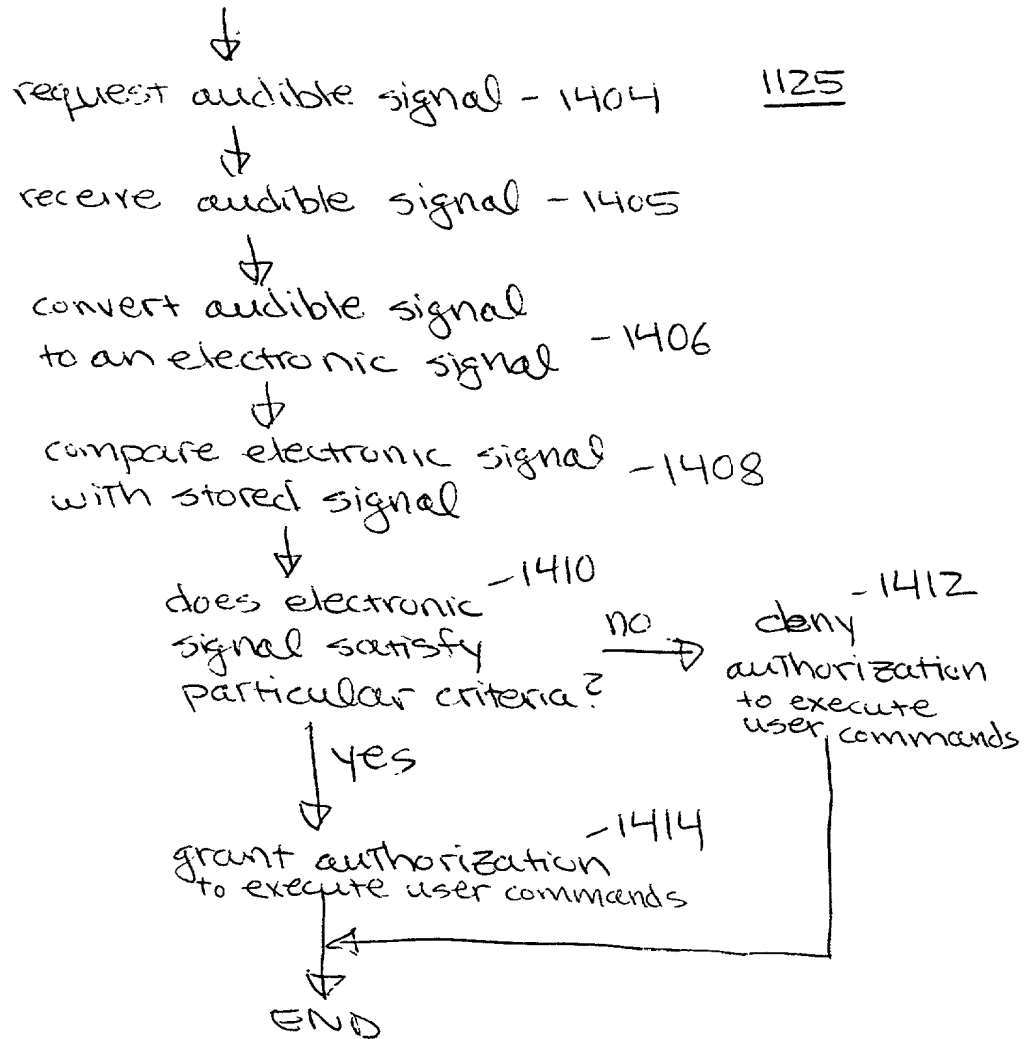 request audible signal - 1404
1125
receive audible signal - 1405
convert audible signal
to an electronic signal - 1406
compare electronic signal - 1408
with stored signal
does electronic - 1410
signal satisfy
particular criteria?
no
deny - 1412
authorization
to execute
user commands
yes
grant authorization - 1414
to execute user commands
END